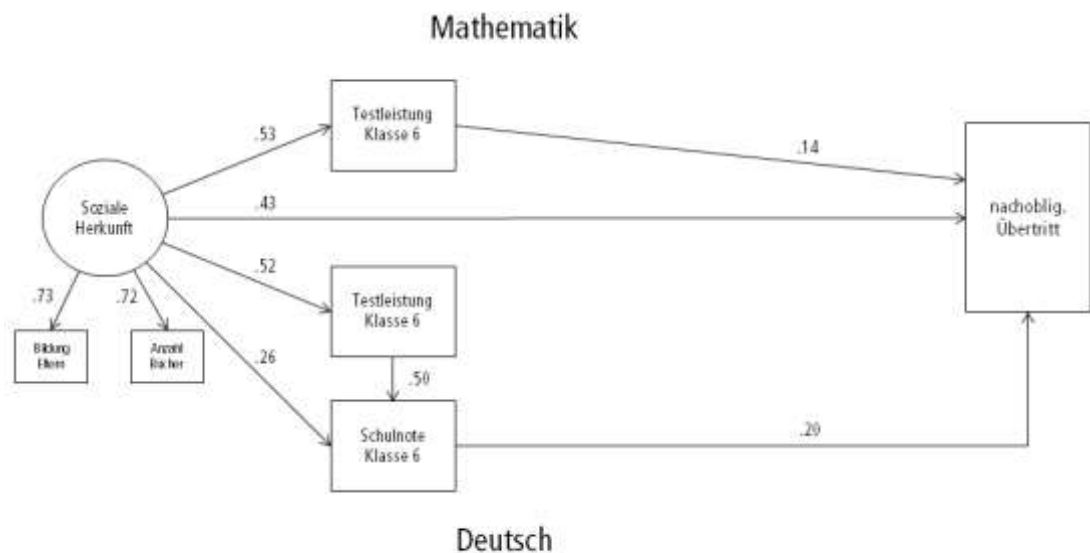 Mathematik
Testleistung
Klasse 6
.53
.14
Soziale
Herkunft
.43
nachoblig.
Übertritt
.52
Testleistung
Klasse 6
.73
.72
Bildung
Eltern
Anzahl
Bücher
.26
.50
Schulnote
Klasse 6
.20
Deutsch